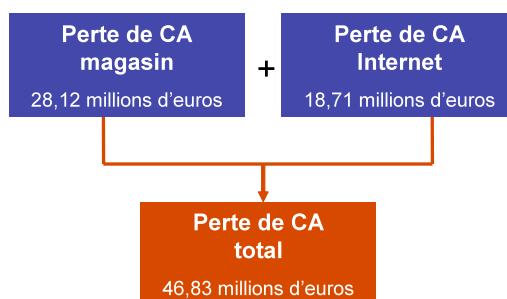 Perte de CA
magasin
28,12 millions d’euros
+
Perte de CA
Internet
18,71 millions d’euros
Perte de CA
total
46,83 millions d’euros